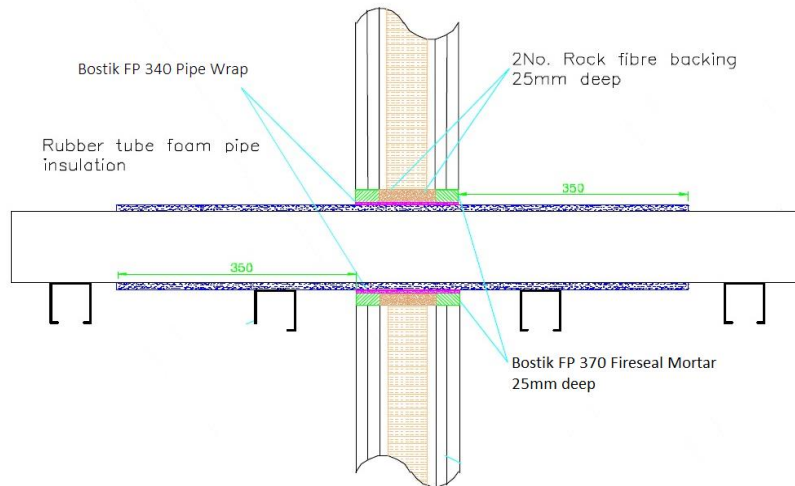 Bostik FP 340 Pipe Wrap
2No. Rock fibre backing
25mm deep
Rubber tube foam pipe
insulation
350
350
Bostik FP 370 Fireseal Mortar
25mm deep